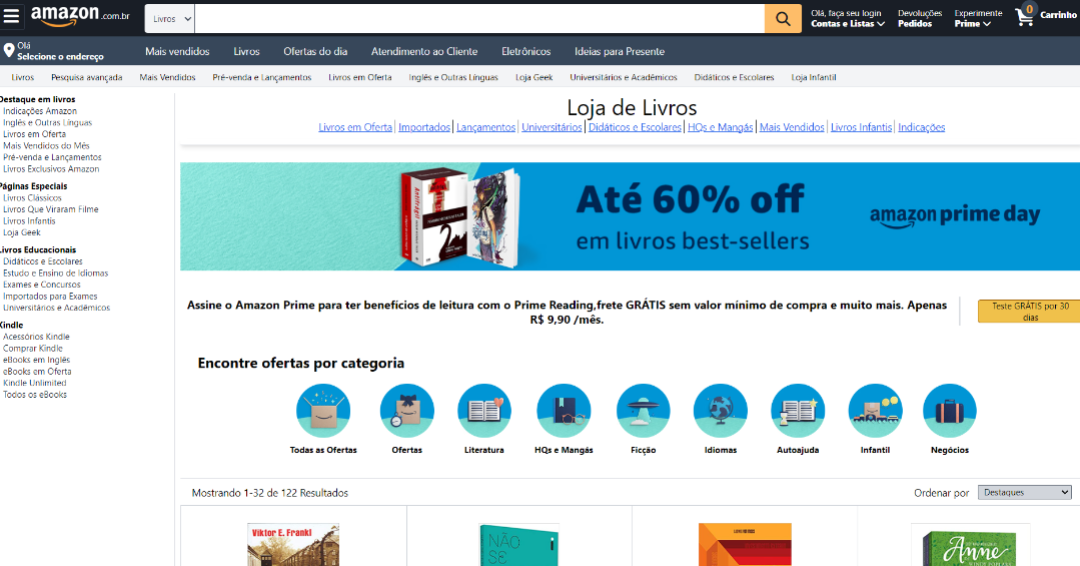 amazon.com.br
Livros
Olá, faça seu login
Contas e Listas
Devoluções
Pedidos
Experimente
Prime
0
Carrinho
Olá
Selecione o endereço
Mais vendidos
Livros
Ofertas do dia
Atendimento ao Cliente
Eletrônicos
Ideias para Presente
Livros
Pesquisa avançada
Mais Vendidos
Pré-venda e Lançamentos
Livros em Oferta
Inglês e Outras Línguas
Loja Geek
Universitários e Acadêmicos
Didáticos e Escolares
Loja Infantil
Destaque em livros
Indicações Amazon
Inglês e Outras Línguas
Livros em Oferta
Mais Vendidos do Mês
Pré-venda e Lançamentos
Livros Exclusivos Amazon
Páginas Especiais
Livros Clássicos
Livros Que Viraram Filme
Livros Infantis
Loja Geek
Livros Educacionais
Didáticos e Escolares
Estudo e Ensino de Idiomas
Exames e Concursos
Importados para Exames
Universitários e Acadêmicos
Kindle
Acessórios Kindle
Comprar Kindle
eBooks em Inglês
eBooks em Oferta
Kindle Unlimited
Todos os eBooks
Loja de Livros
Livros em Oferta | Importados | Lançamentos | Universitários | Didáticos e Escolares | HQs e Mangás | Mais Vendidos | Livros Infantis | Indicações
Até 60% off
em livros best-sellers
amazon prime day
Assine o Amazon Prime para ter benefícios de leitura com o Prime Reading,frete GRÁTIS sem valor mínimo de compra e muito mais. Apenas
R$ 9,90 /mês.
Teste GRÁTIS por 30
dias
Encontre ofertas por categoria
Todas as Ofertas
Ofertas
Literatura
HQs e Mangás
Ficção
Idiomas
Autoajuda
Infantil
Negócios
Mostrando 1-32 de 122 Resultados
Ordenar por
Destaques
Viktor E. Frankl
NÃO
SE
Anne